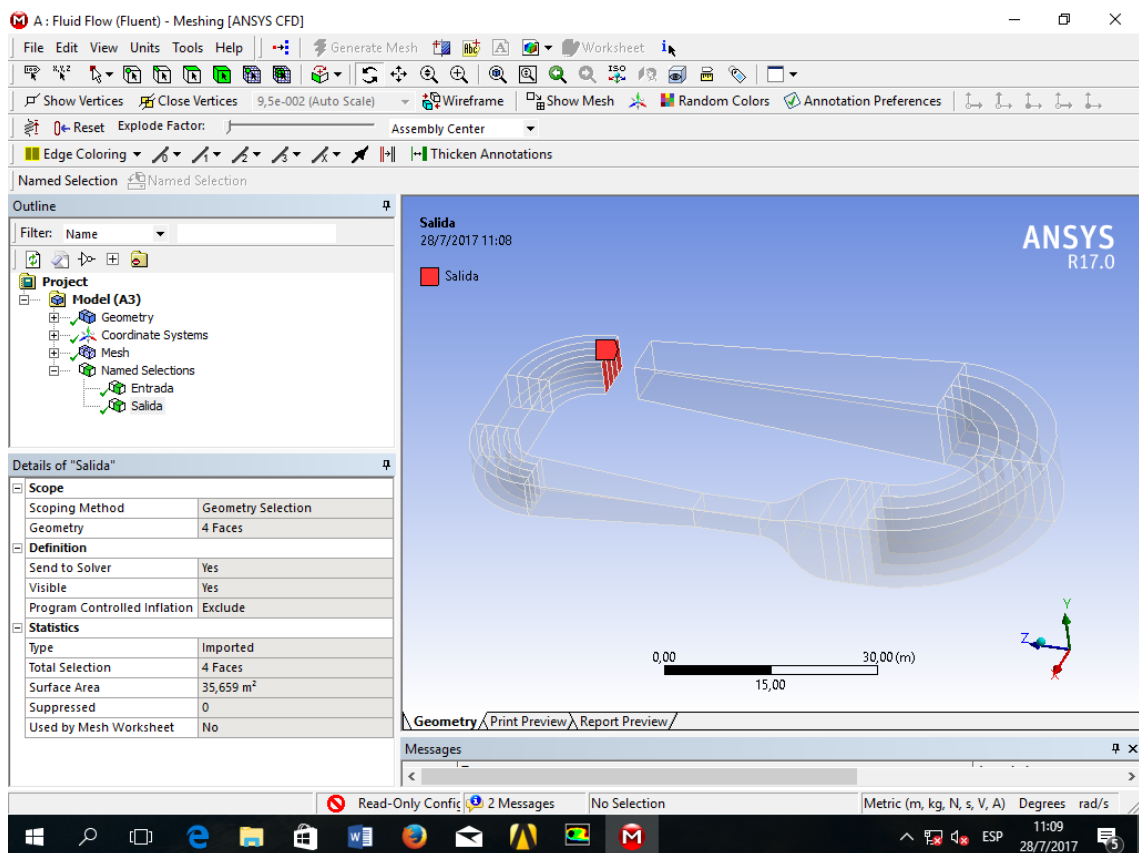 A : Fluid Flow (Fluent) - Meshing [ANSYS CFD]
File Edit View Units Tools Help Generate Mesh Worksheet
Show Vertices Close Vertices 9,5e-002 (Auto Scale) Wireframe Show Mesh Random Colors Annotation Preferences
Reset Explode Factor: Assembly Center
Edge Coloring Thicken Annotations
Named Selection Named Selection
Outline
Filter: Name
Project
Model (A3)
Geometry
Coordinate Systems
Mesh
Named Selections
Entrada
Salida
Details of "Salida"
Scope
Scoping Method Geometry Selection
Geometry 4 Faces
Definition
Send to Solver Yes
Visible Yes
Program Controlled Inflation Exclude
Statistics
Type Imported
Total Selection 4 Faces
Surface Area 35,659 m²
Suppressed 0
Used by Mesh Worksheet No
Salida
28/7/2017 11:08
Salida
ANSYS
R17.0
Y
Z
X
0,00 30,00 (m)
15,00
Geometry Print Preview Report Preview
Messages
Read-Only Config 2 Messages No Selection Metric (m, kg, N, s, V, A) Degrees rad/s
ESP
11:09
28/7/2017
5